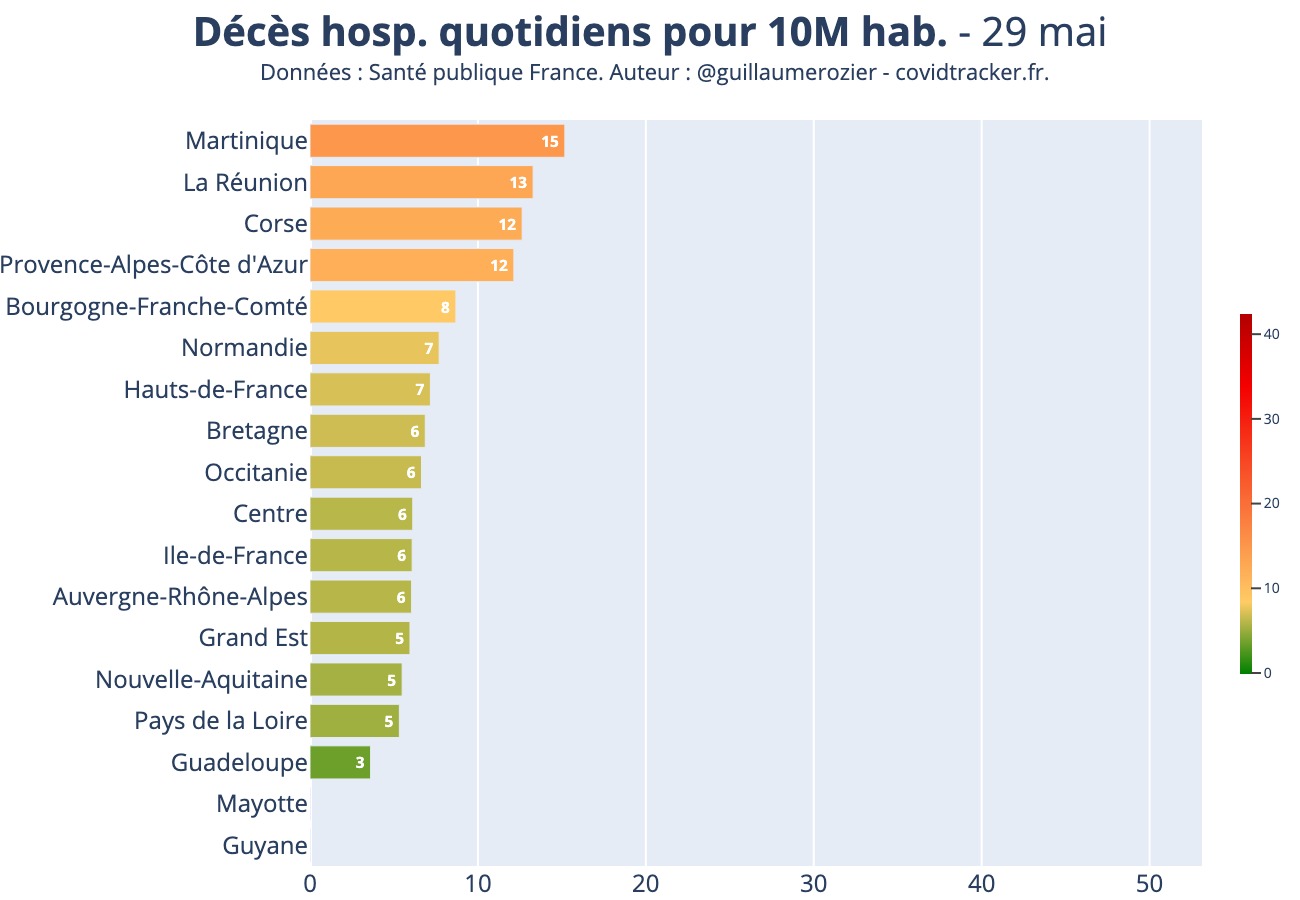 Décès hosp. quotidiens pour 10M hab. - 29 mai
Données : Santé publique France. Auteur : @guillaumerozier - covidtracker.fr.
Martinique 15
La Réunion 13
Corse 12
Provence-Alpes-Côte d'Azur 12
Bourgogne-Franche-Comté 8
Normandie 7
Hauts-de-France 7
Bretagne 6
Occitanie 6
Centre 6
Ile-de-France 6
Auvergne-Rhône-Alpes 6
Grand Est 5
Nouvelle-Aquitaine 5
Pays de la Loire 5
Guadeloupe 3
Mayotte
Guyane
0 10 20 30 40 50
40
30
20
10
0